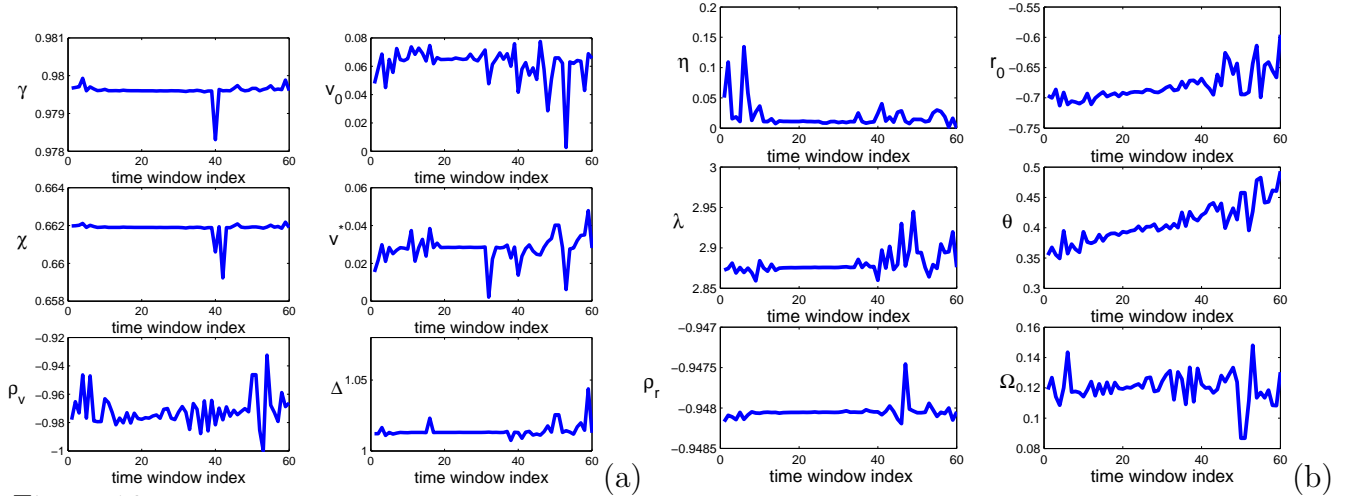 0.981
0.98
0.979
0.978
γ
0 20 40 60
time window index
0.08
0.06
0.04
0.02
0
v0
0 20 40 60
time window index
0.664
0.662
0.66
0.658
χ
0 20 40 60
time window index
0.06
0.04
0.02
0
v*
0 20 40 60
time window index
−0.92
−0.94
−0.96
−0.98
−1
ρv
0 20 40 60
time window index
1.05
1
Δ
0 20 40 60
time window index
(a)
0.2
0.15
0.1
0.05
0
η
0 20 40 60
time window index
−0.55
−0.6
−0.65
−0.7
−0.75
r0
0 20 40 60
time window index
3
2.95
2.9
2.85
λ
0 20 40 60
time window index
0.5
0.45
0.4
0.35
0.3
θ
0 20 40 60
time window index
−0.947
−0.9475
−0.948
−0.9485
ρr
0 20 40 60
time window index
0.16
0.14
0.12
0.1
0.08
Ω
0 20 40 60
time window index
(b)